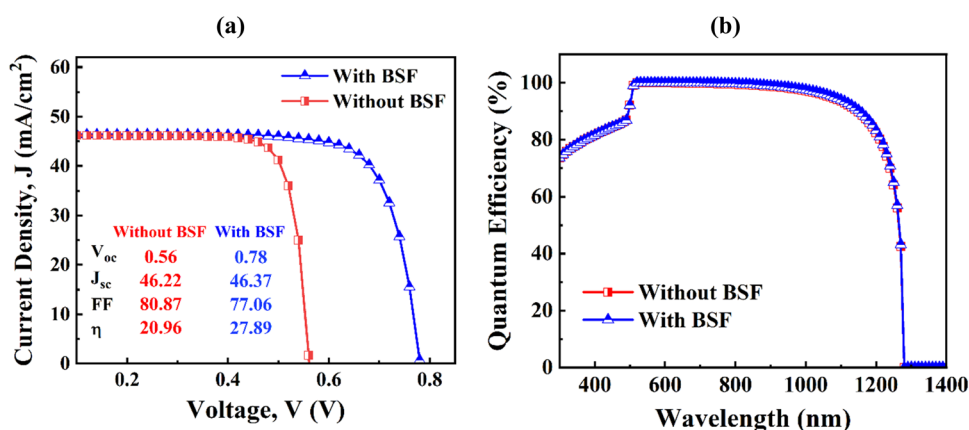 (a)
60
50
40
30
20
10
0
Current Density, J (mA/cm²)
With BSF
Without BSF
Without BSF With BSF
Voc 0.56 0.78
Jsc 46.22 46.37
FF 80.87 77.06
η 20.96 27.89
0.2 0.4 0.6 0.8
Voltage, V (V)
(b)
100
80
60
40
20
0
Quantum Efficiency (%)
Without BSF
With BSF
400 600 800 1000 1200 1400
Wavelength (nm)